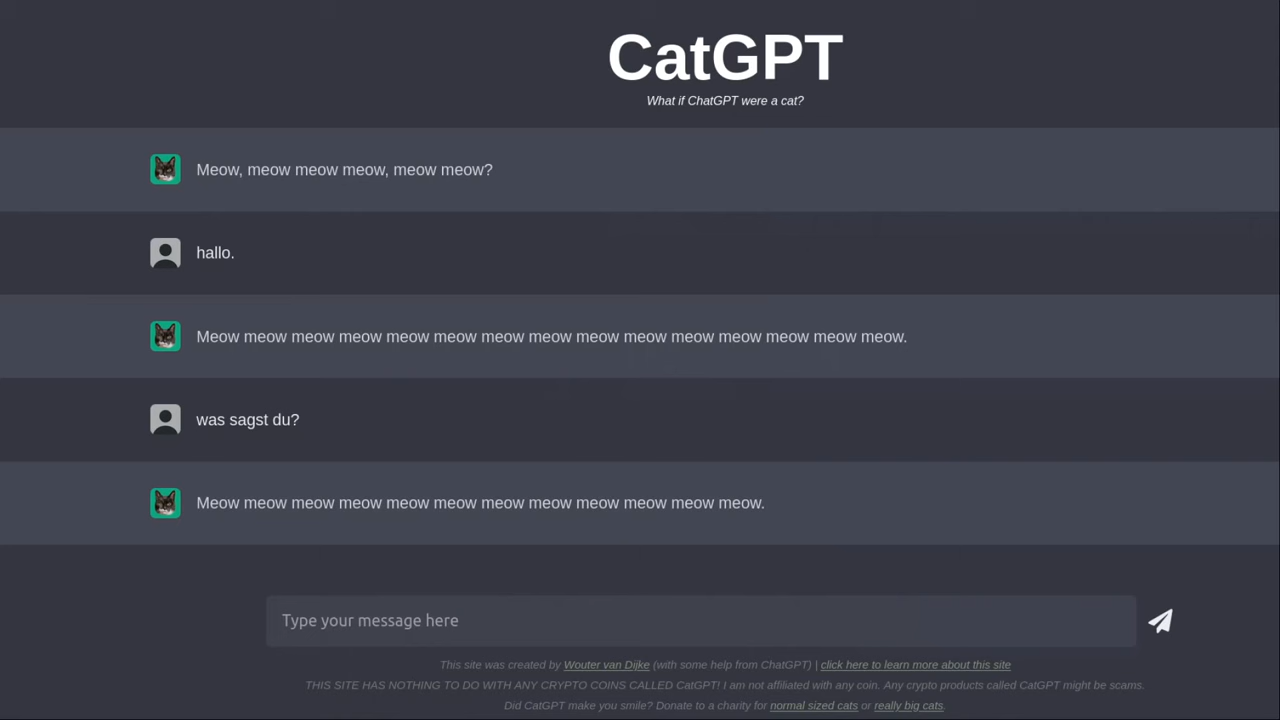 CatGPT
What if ChatGPT were a cat?
Meow, meow meow meow, meow meow?
hallo.
Meow meow meow meow meow meow meow meow meow meow meow meow meow meow meow.
was sagst du?
Meow meow meow meow meow meow meow meow meow meow meow meow.
Type your message here
This site was created by Wouter van Dijke (with some help from ChatGPT) | click here to learn more about this site
THIS SITE HAS NOTHING TO DO WITH ANY CRYPTO COINS CALLED CatGPT! I am not affiliated with any coin. Any crypto products called CatGPT might be scams.
Did CatGPT make you smile? Donate to a charity for normal sized cats or really big cats.